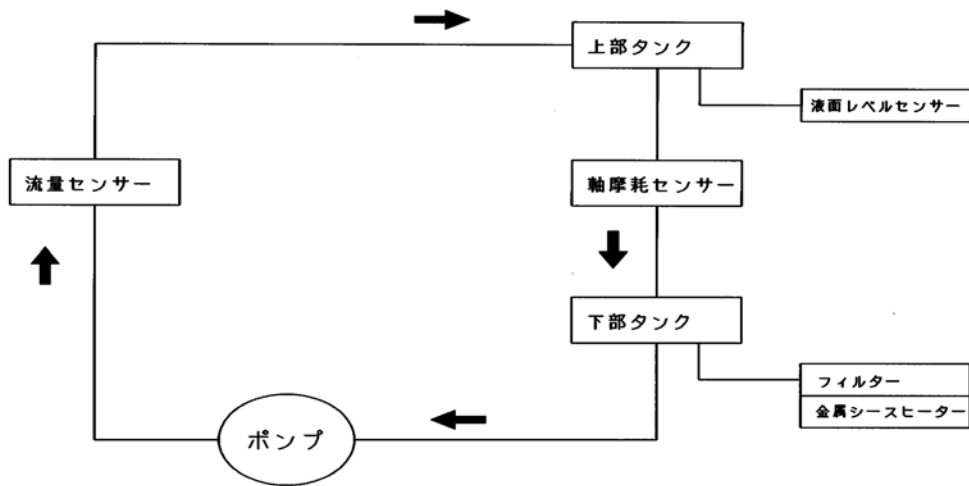 上部タンク
液面レベルセンサー
流量センサー
軸摩耗センサー
下部タンク
フィルター
金属シースヒーター
ポンプ